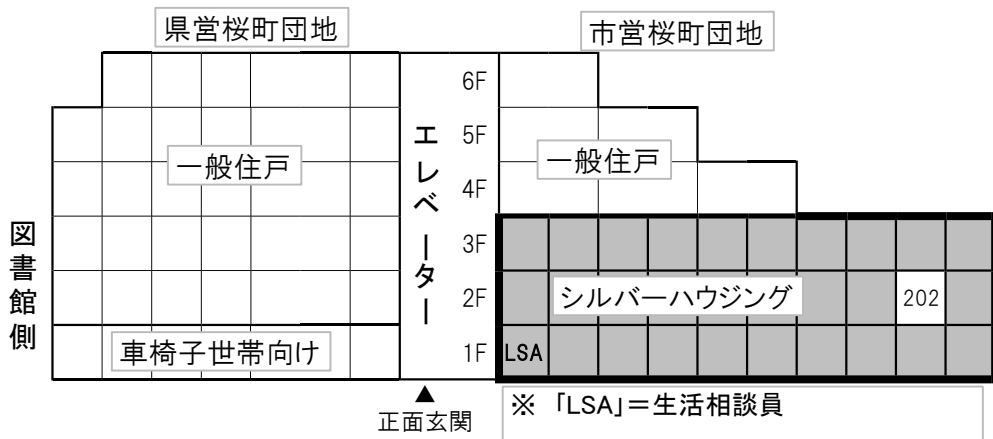 県営桜町団地
市営桜町団地
6F
5F
4F
3F
2F
1F
エレベーター
一般住戸
一般住戸
図書館側
シルバーハウジング
202
車椅子世帯向け
LSA
正面玄関
※ 「LSA」＝生活相談員